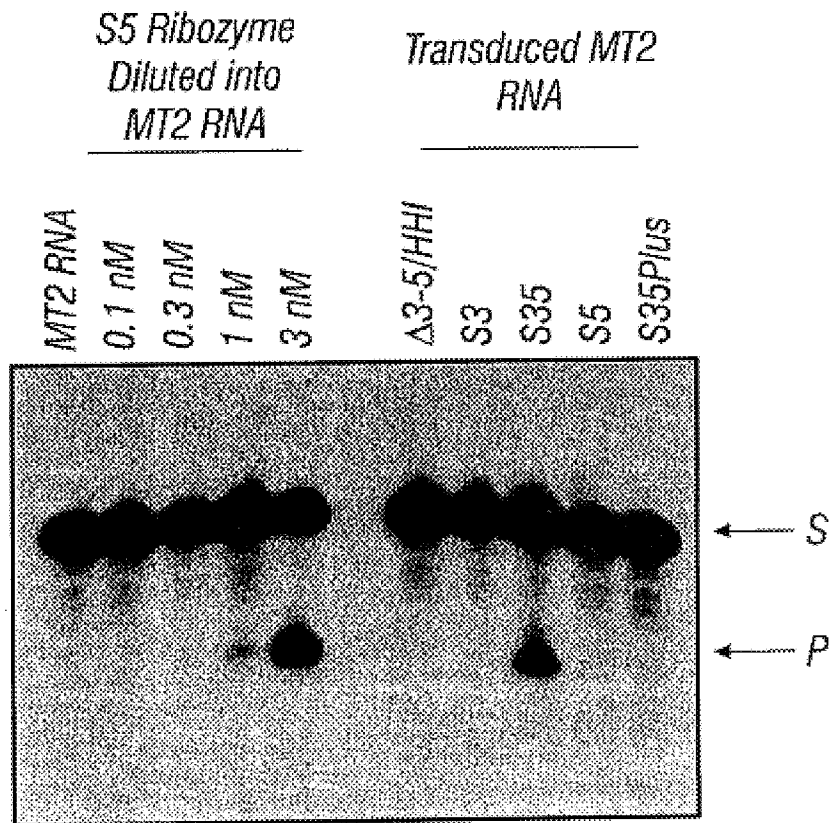 S5 Ribozyme
Diluted into
MT2 RNA
Transduced MT2
RNA
MT2 RNA
0.1 nM
0.3 nM
1 nM
3 nM
Δ3-5/HHI
S3
S35
S5
S35Plus
S
P